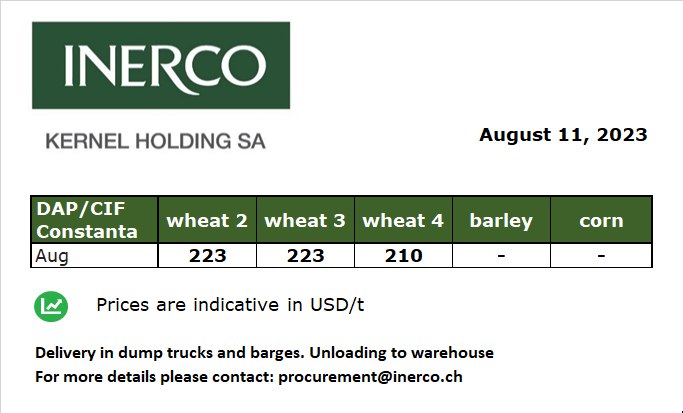 INERCO
KERNEL HOLDING SA
August 11, 2023
DAP/CIF Constanta wheat 2 wheat 3 wheat 4 barley corn
Aug 223 223 210 - -
Prices are indicative in USD/t
Delivery in dump trucks and barges. Unloading to warehouse
For more details please contact: procurement@inerco.ch